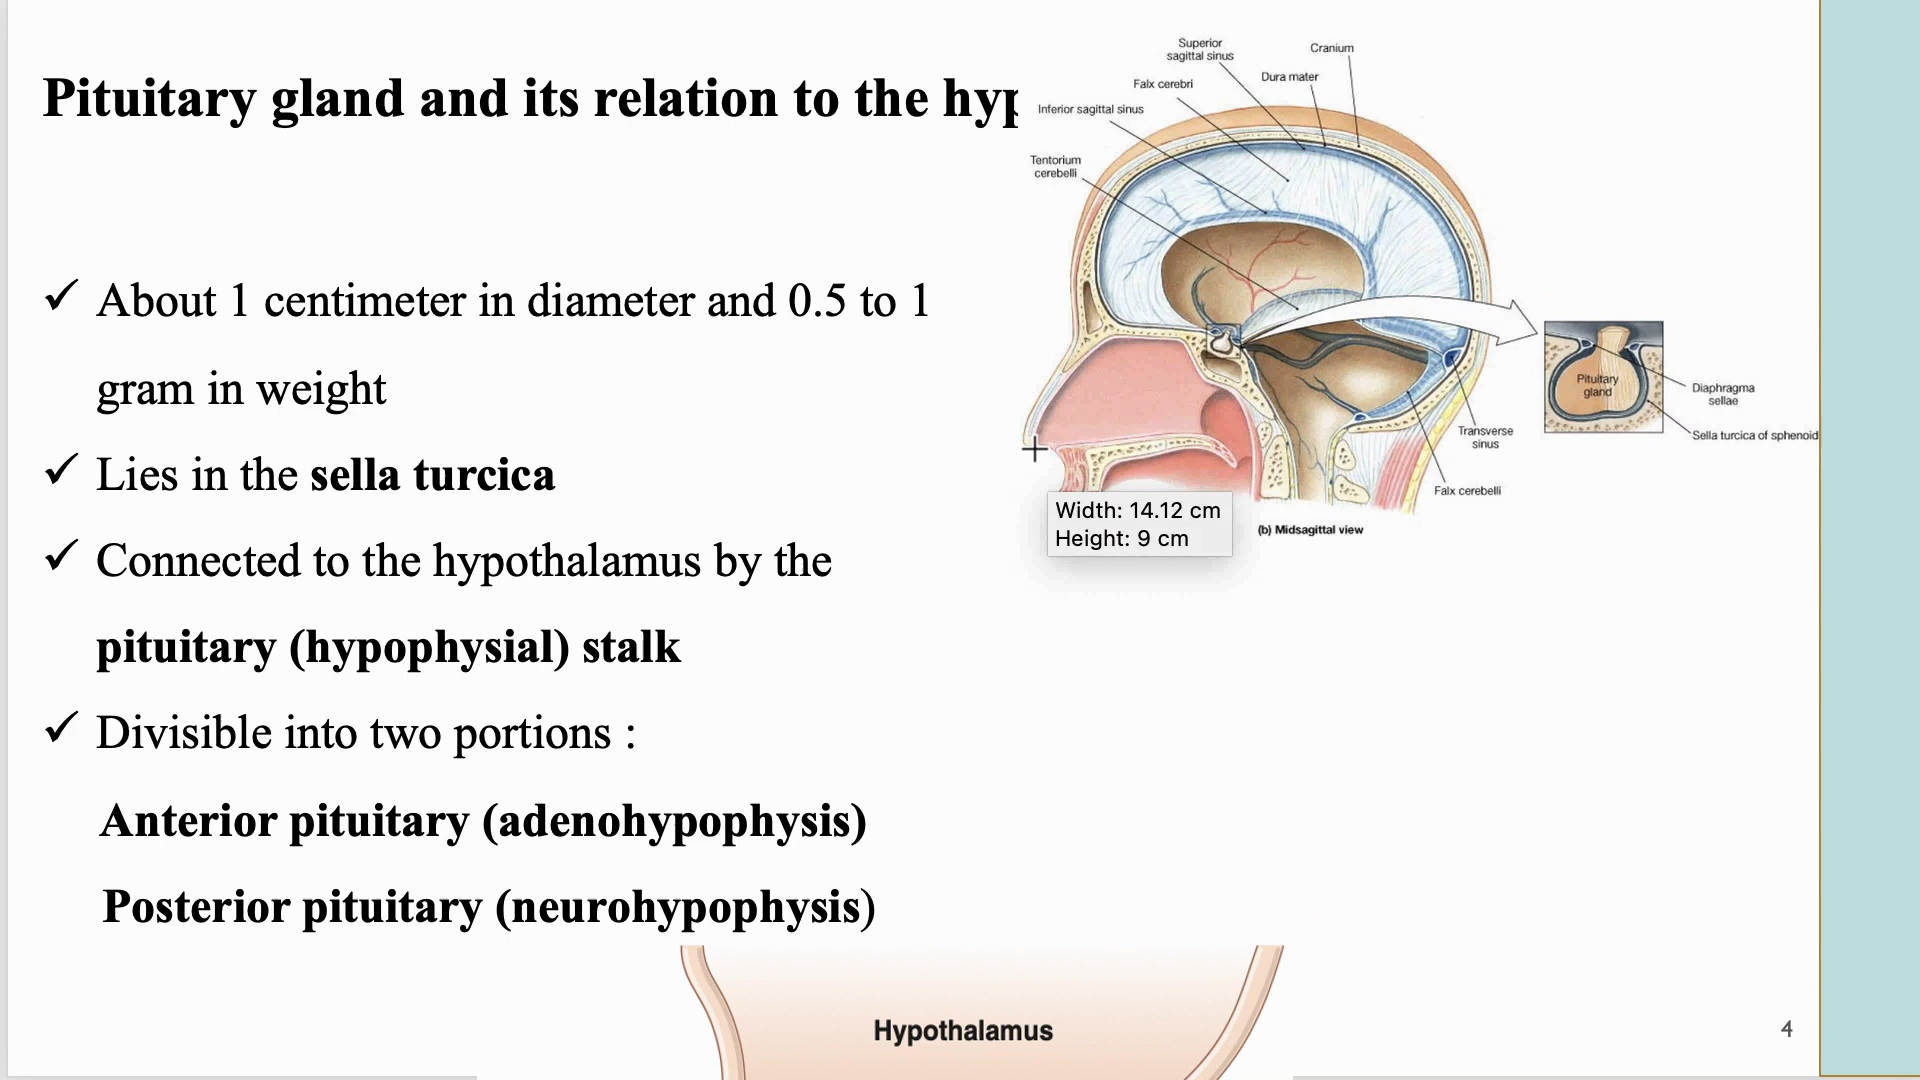 Pituitary gland and its relation to the hyp
✓ About 1 centimeter in diameter and 0.5 to 1
gram in weight
✓ Lies in the sella turcica
✓ Connected to the hypothalamus by the
pituitary (hypophysial) stalk
✓ Divisible into two portions :
Anterior pituitary (adenohypophysis)
Posterior pituitary (neurohypophysis)
Superior
sagittal sinus
Cranium
Dura mater
Falx cerebri
Inferior sagittal sinus
Tentorium
cerebelli
Pituitary
gland
Diaphragma
sellae
Sella turcica of sphenoid
Transverse
sinus
Falx cerebelli
(b) Midsagittal view
Width: 14.12 cm
Height: 9 cm
Hypothalamus
4